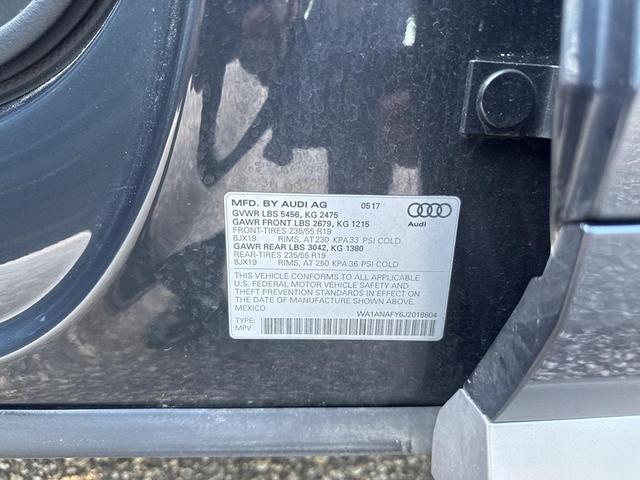 MFD. BY AUDI AG 0517
GVWR LBS 5456, KG 2475
GAWR FRONT LBS 2679, KG 1215
FRONT-TIRES 235/55 R19
8JX19 RIMS, AT 230 KPA 33 PSI COLD
GAWR REAR LBS 3042, KG 1380
REAR-TIRES 235/55 R19
8JX19 RIMS, AT 250 KPA 36 PSI COLD
Audi
THIS VEHICLE CONFORMS TO ALL APPLICABLE
U.S. FEDERAL MOTOR VEHICLE SAFETY AND
THEFT PREVENTION STANDARDS IN EFFECT ON
THE DATE OF MANUFACTURE SHOWN ABOVE.
MEXICO
WA1ANAFY6J2018804
TYPE:
MPV